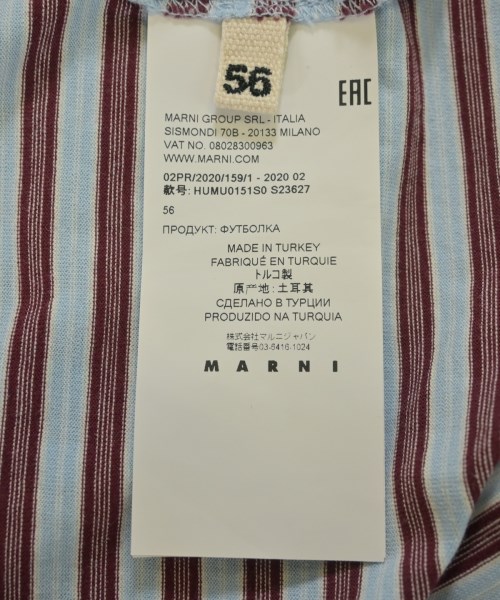 56
EAC
MARNI GROUP SRL - ITALIA
SISMONDI 70B - 20133 MILANO
VAT NO. 08028300963
WWW.MARNI.COM
02PR/2020/159/1 - 2020 02
款号: HUMU0151S0 S23627
56
ПРОДУКТ: ФУТБОЛКА
MADE IN TURKEY
FABRIQUÉ EN TURQUIE
トルコ製
原产地: 土耳其
СДЕЛАНО В ТУРЦИИ
PRODUZIDO NA TURQUIA
株式会社マルニジャパン
電話番号03-6416-1024
MARNI